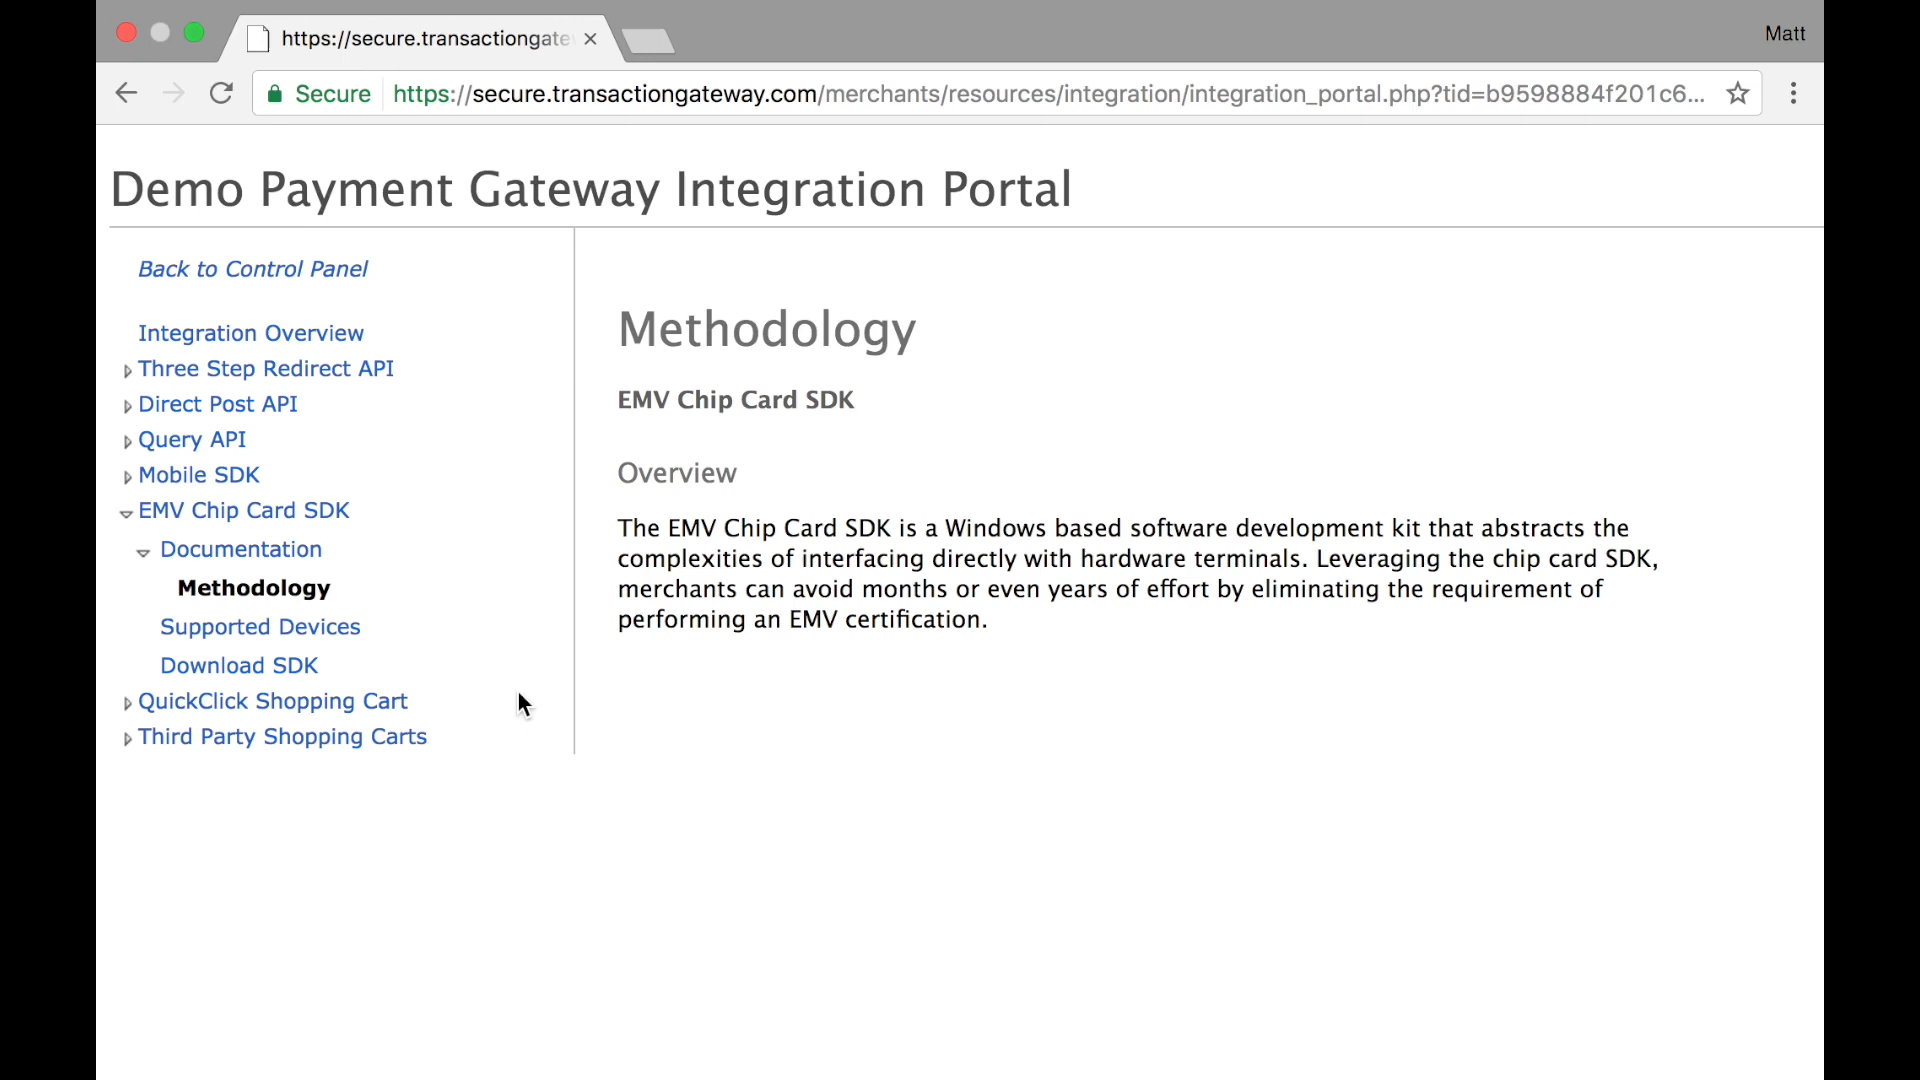 https://secure.transactiongate
Matt
Secure https://secure.transactiongateway.com/merchants/resources/integration/integration_portal.php?tid=b9598884f201c6...
Demo Payment Gateway Integration Portal
Back to Control Panel
Integration Overview
Three Step Redirect API
Direct Post API
Query API
Mobile SDK
EMV Chip Card SDK
Documentation
Methodology
Supported Devices
Download SDK
QuickClick Shopping Cart
Third Party Shopping Carts
Methodology
EMV Chip Card SDK
Overview
The EMV Chip Card SDK is a Windows based software development kit that abstracts the
complexities of interfacing directly with hardware terminals. Leveraging the chip card SDK,
merchants can avoid months or even years of effort by eliminating the requirement of
performing an EMV certification.